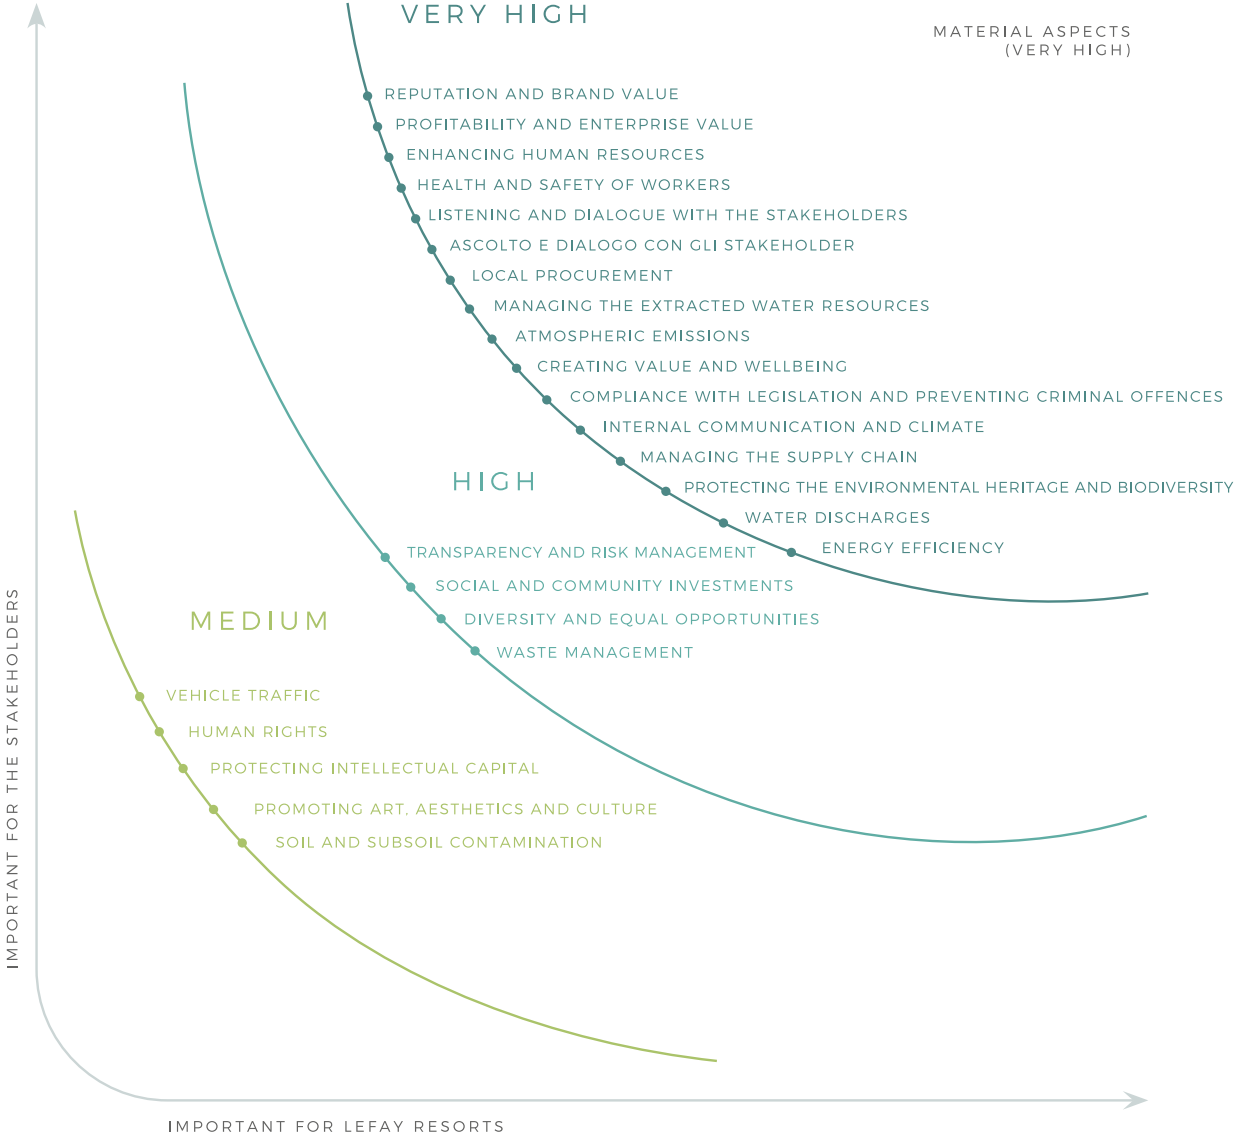 VERY HIGH
MATERIAL ASPECTS
(VERY HIGH)
REPUTATION AND BRAND VALUE
PROFITABILITY AND ENTERPRISE VALUE
ENHANCING HUMAN RESOURCES
HEALTH AND SAFETY OF WORKERS
LISTENING AND DIALOGUE WITH THE STAKEHOLDERS
ASCOLTO E DIALOGO CON GLI STAKEHOLDER
LOCAL PROCUREMENT
MANAGING THE EXTRACTED WATER RESOURCES
ATMOSPHERIC EMISSIONS
CREATING VALUE AND WELLBEING
COMPLIANCE WITH LEGISLATION AND PREVENTING CRIMINAL OFFENCES
INTERNAL COMMUNICATION AND CLIMATE
MANAGING THE SUPPLY CHAIN
PROTECTING THE ENVIRONMENTAL HERITAGE AND BIODIVERSITY
WATER DISCHARGES
ENERGY EFFICIENCY
HIGH
TRANSPARENCY AND RISK MANAGEMENT
SOCIAL AND COMMUNITY INVESTMENTS
DIVERSITY AND EQUAL OPPORTUNITIES
WASTE MANAGEMENT
MEDIUM
VEHICLE TRAFFIC
HUMAN RIGHTS
PROTECTING INTELLECTUAL CAPITAL
PROMOTING ART, AESTHETICS AND CULTURE
SOIL AND SUBSOIL CONTAMINATION
IMPORTANT FOR THE STAKEHOLDERS
IMPORTANT FOR LEFAY RESORTS